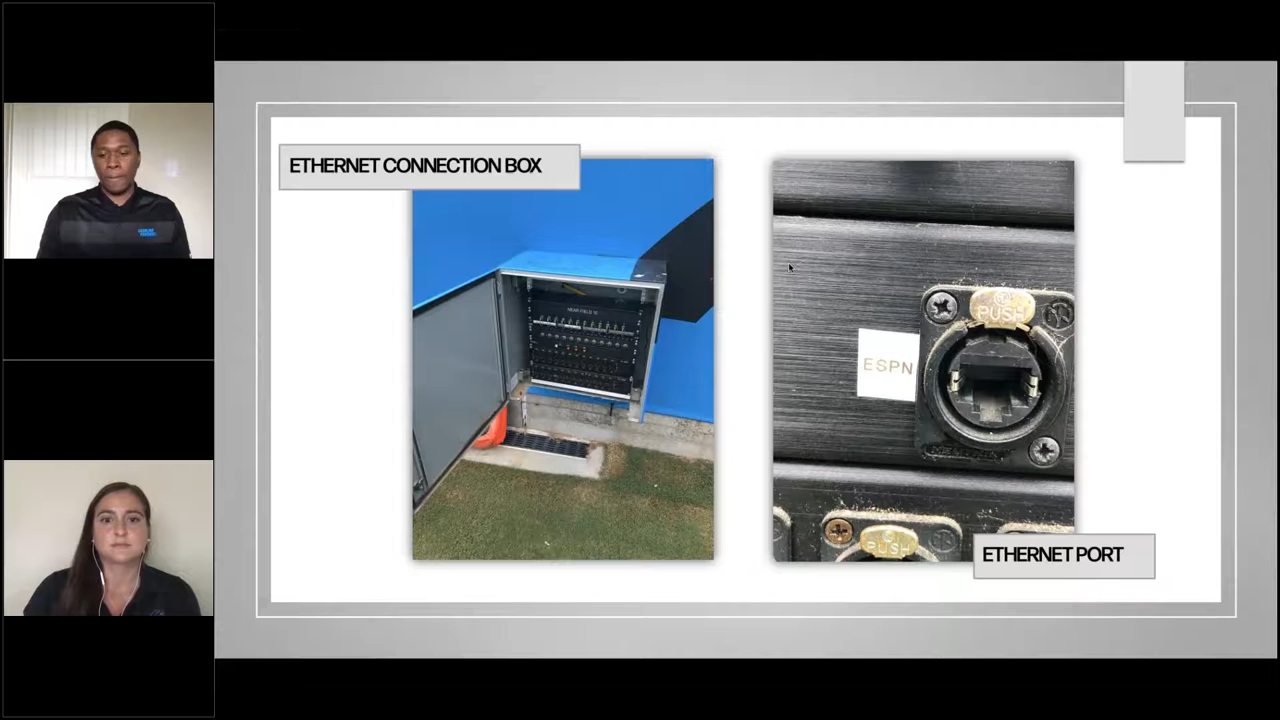 ETHERNET CONNECTION BOX
ESPN
PUSH
PUSH
ETHERNET PORT